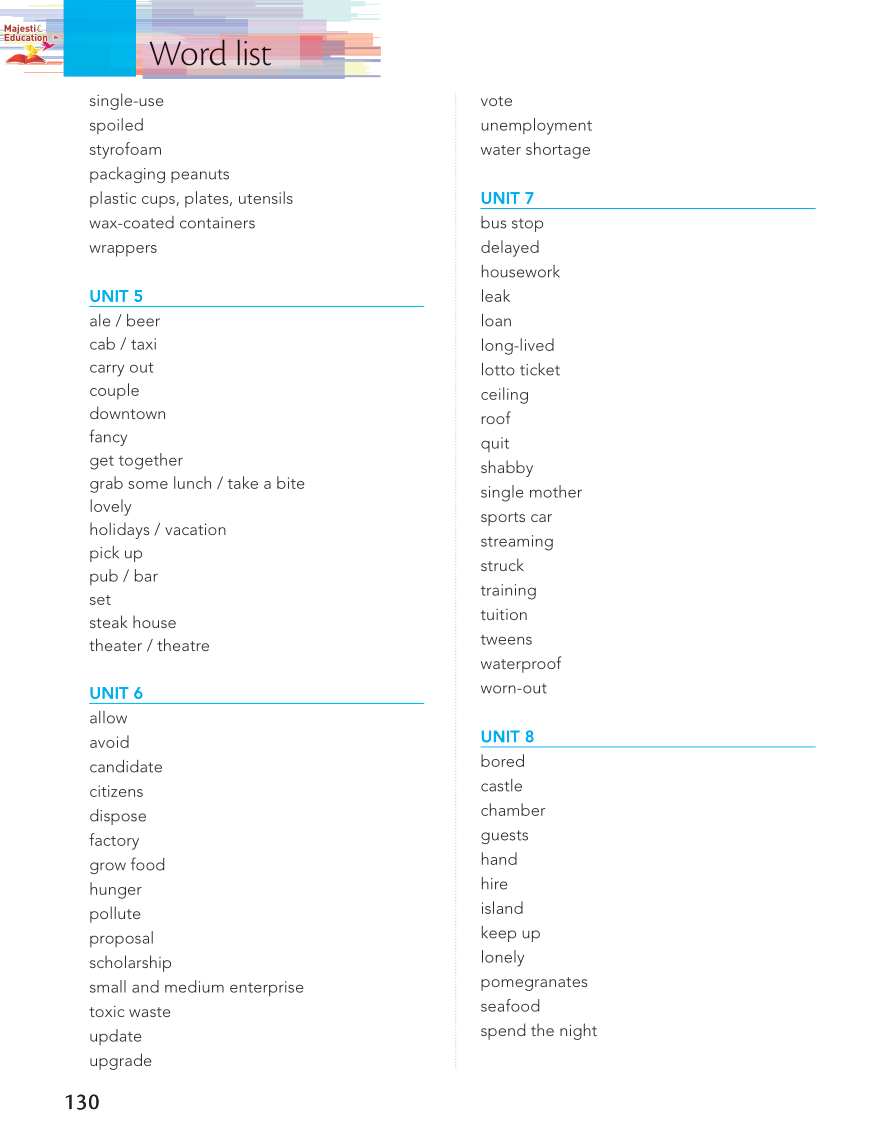 Majestic
Education
Word list
single-use
spoiled
styrofoam
packaging peanuts
plastic cups, plates, utensils
wax-coated containers
wrappers
UNIT 5
ale / beer
cab / taxi
carry out
couple
downtown
fancy
get together
grab some lunch / take a bite
lovely
holidays / vacation
pick up
pub / bar
set
steak house
theater / theatre
UNIT 6
allow
avoid
candidate
citizens
dispose
factory
grow food
hunger
pollute
proposal
scholarship
small and medium enterprise
toxic waste
update
upgrade
vote
unemployment
water shortage
UNIT 7
bus stop
delayed
housework
leak
loan
long-lived
lotto ticket
ceiling
roof
quit
shabby
single mother
sports car
streaming
struck
training
tuition
tweens
waterproof
worn-out
UNIT 8
bored
castle
chamber
guests
hand
hire
island
keep up
lonely
pomegranates
seafood
spend the night
130